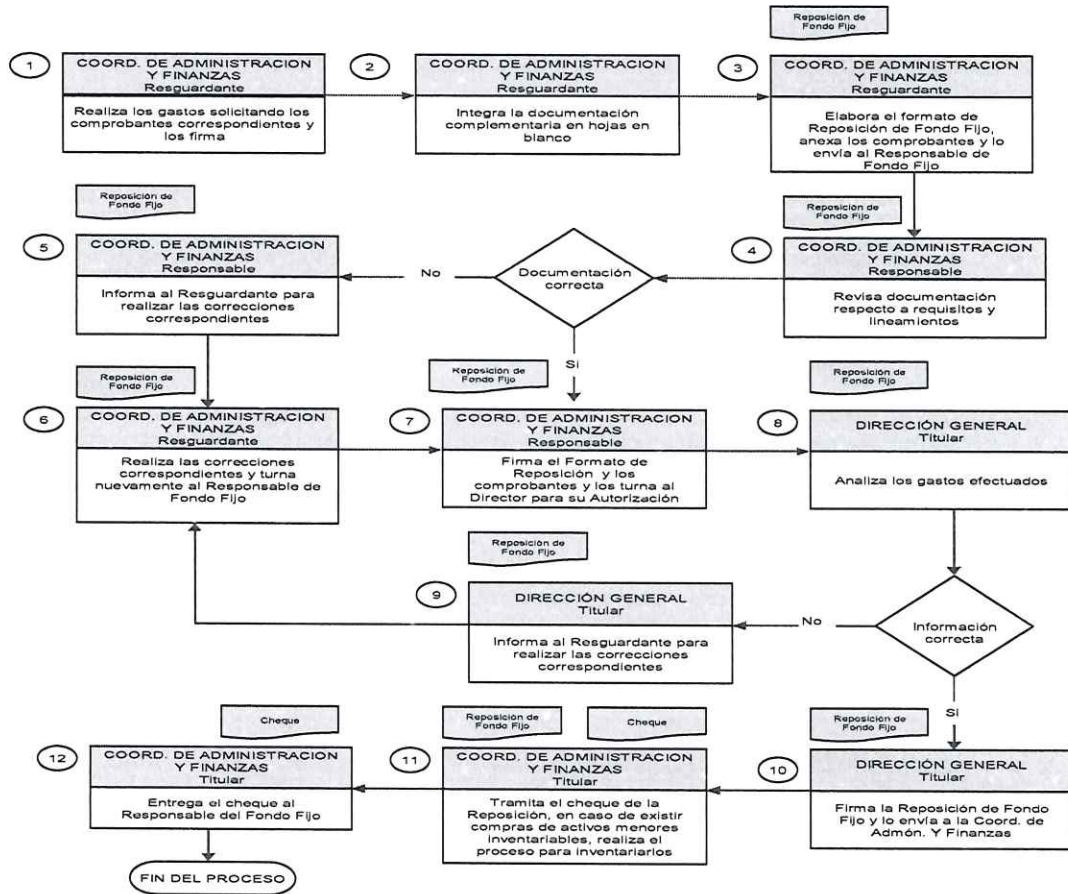 Reposición de
Fondo Fijo
1
COORD. DE ADMINISTRACION
Y FINANZAS
Resguardante
Realiza los gastos solicitando los
comprobantes correspondientes y
los firma
2
COORD. DE ADMINISTRACION
Y FINANZAS
Resguardante
Integra la documentación
complementaria en hojas en
blanco
3
COORD. DE ADMINISTRACION
Y FINANZAS
Resguardante
Elabora el formato de
Reposición de Fondo Fijo,
anexa los comprobantes y lo
envía al Responsable de
Fondo Fijo
Reposición de
Fondo Fijo
4
COORD. DE ADMINISTRACION
Y FINANZAS
Responsable
Revisa documentación
respecto a requisitos y
lineamientos
Documentación
correcta
No
Si
Reposición de
Fondo Fijo
5
COORD. DE ADMINISTRACION
Y FINANZAS
Responsable
Informa al Resguardante para
realizar las correcciones
correspondientes
Reposición de
Fondo Fijo
6
COORD. DE ADMINISTRACION
Y FINANZAS
Resguardante
Realiza las correcciones
correspondientes y turna
nuevamente al Responsable de
Fondo Fijo
Reposición de
Fondo Fijo
7
COORD. DE ADMINISTRACION
Y FINANZAS
Responsable
Firma el Formato de
Reposición y los
comprobantes y los turna al
Director para su Autorización
Reposición de
Fondo Fijo
8
DIRECCIÓN GENERAL
Titular
Analiza los gastos efectuados
Información
correcta
No
Si
Reposición de
Fondo Fijo
9
DIRECCIÓN GENERAL
Titular
Informa al Resguardante para
realizar las correcciones
correspondientes
Reposición de
Fondo Fijo
10
DIRECCIÓN GENERAL
Titular
Firma la Reposición de Fondo
Fijo y lo envía a la Coord. de
Admón. Y Finanzas
Reposición de
Fondo Fijo
Cheque
11
COORD. DE ADMINISTRACION
Y FINANZAS
Titular
Tramita el cheque de la
Reposición, en caso de existir
compras de activos menores
inventariables, realiza el
proceso para inventariarlos
Cheque
12
COORD. DE ADMINISTRACION
Y FINANZAS
Titular
Entrega el cheque al
Responsable del Fondo Fijo
FIN DEL PROCESO